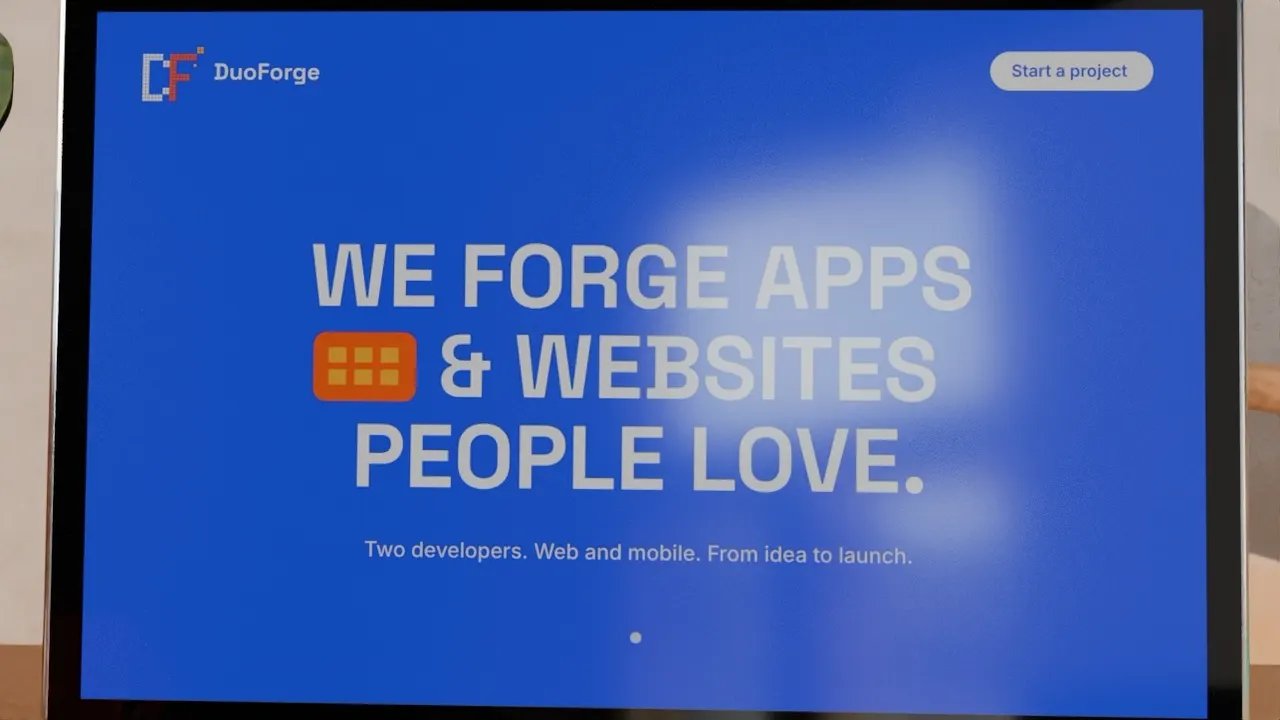 DF DuoForge
Start a project
WE FORGE APPS
& WEBSITES
PEOPLE LOVE.
Two developers. Web and mobile. From idea to launch.